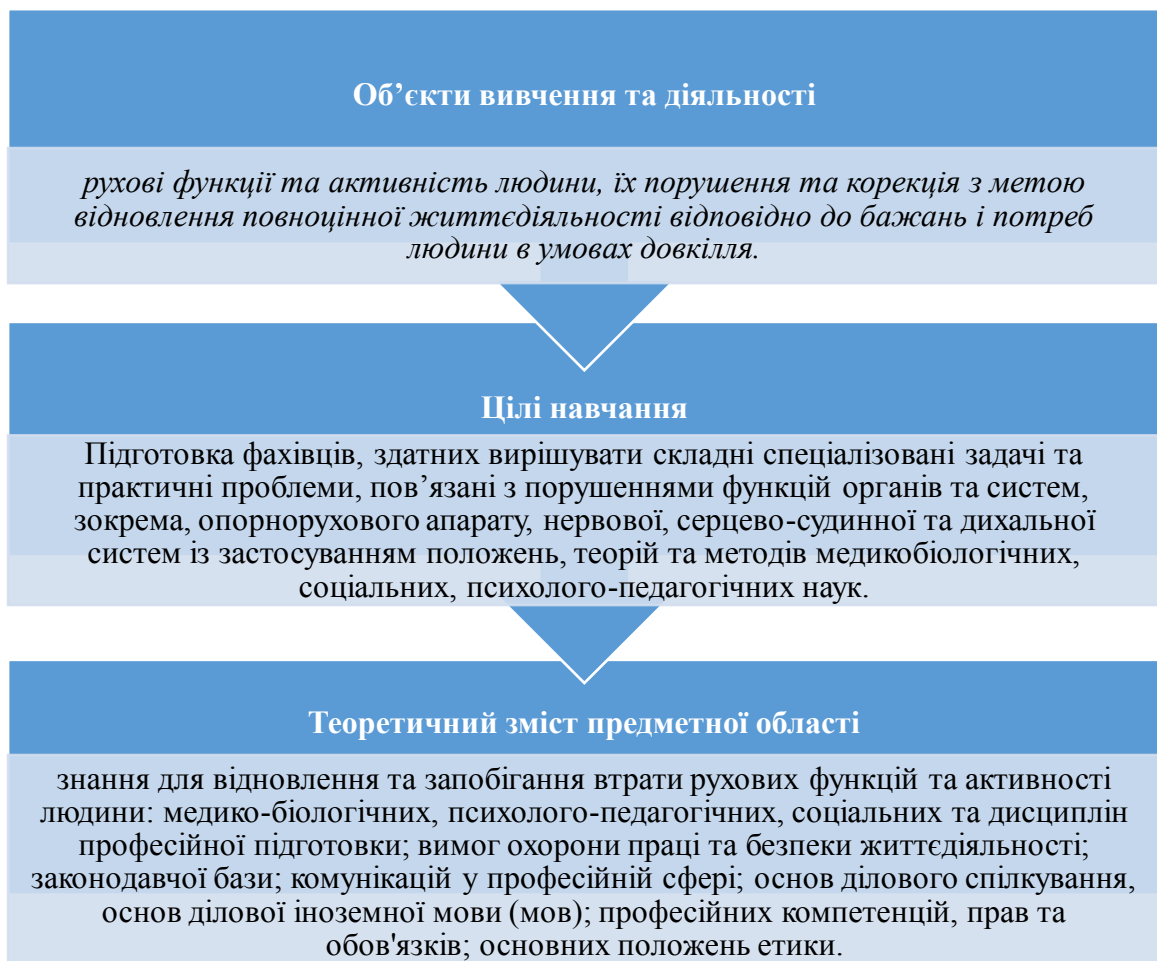 Об’єкти вивчення та діяльності
рухові функції та активність людини, їх порушення та корекція з метою
відновлення повноцінної життєдіяльності відповідно до бажань і потреб
людини в умовах довкілля.
Цілі навчання
Підготовка фахівців, здатних вирішувати складні спеціалізовані задачі та
практичні проблеми, пов’язані з порушеннями функцій органів та систем,
зокрема, опорнорухового апарату, нервової, серцево-судинної та дихальної
систем із застосуванням положень, теорій та методів медикобіологічних,
соціальних, психолого-педагогічних наук.
Теоретичний зміст предметної області
знання для відновлення та запобігання втрати рухових функцій та активності
людини: медико-біологічних, психолого-педагогічних, соціальних та дисциплін
професійної підготовки; вимог охорони праці та безпеки життєдіяльності;
законодавчої бази; комунікацій у професійній сфері; основ ділового спілкування,
основ ділової іноземної мови (мов); професійних компетенцій, прав та
обов'язків; основних положень етики.